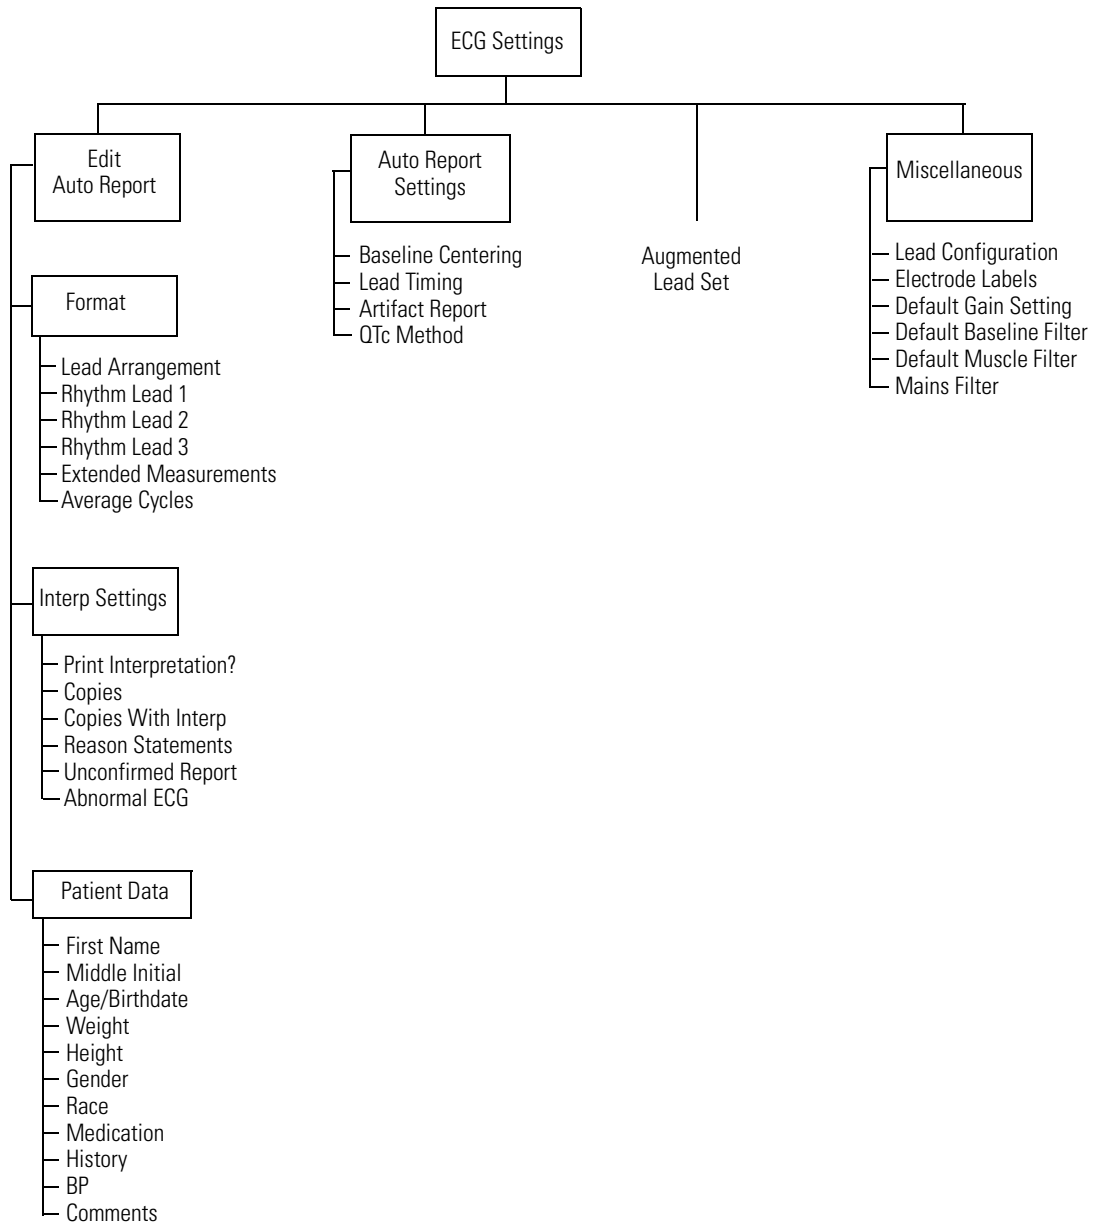 ECG Settings
Edit
Auto Report
Auto Report
Settings
Augmented
Lead Set
Miscellaneous
Format
Lead Arrangement
Rhythm Lead 1
Rhythm Lead 2
Rhythm Lead 3
Extended Measurements
Average Cycles
Interp Settings
Print Interpretation?
Copies
Copies With Interp
Reason Statements
Unconfirmed Report
Abnormal ECG
Patient Data
First Name
Middle Initial
Age/Birthdate
Weight
Height
Gender
Race
Medication
History
BP
Comments
Baseline Centering
Lead Timing
Artifact Report
QTc Method
Lead Configuration
Electrode Labels
Default Gain Setting
Default Baseline Filter
Default Muscle Filter
Mains Filter